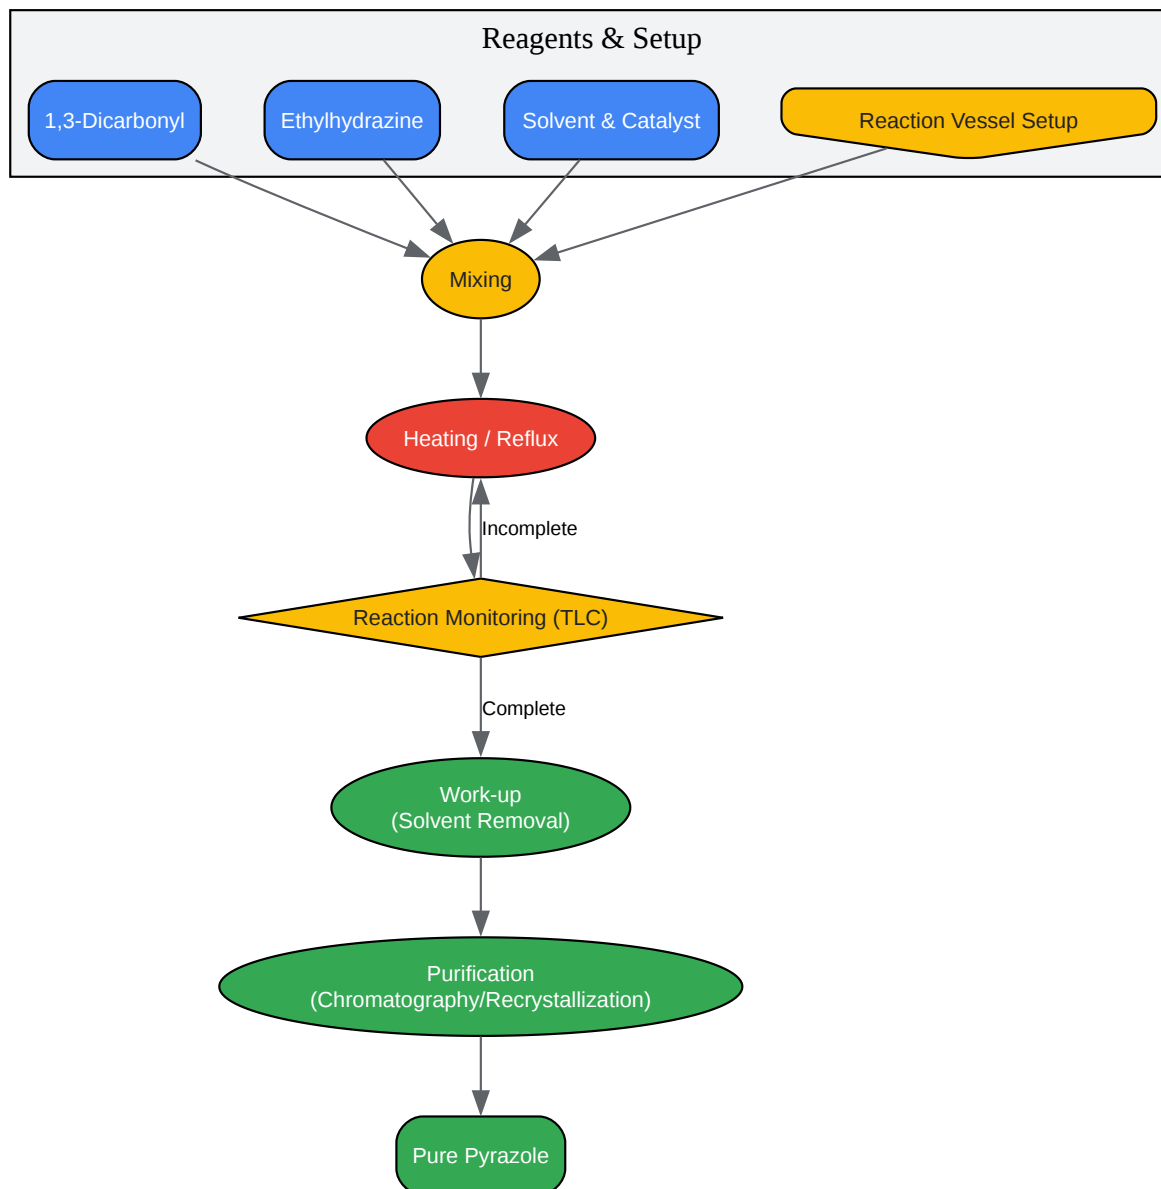 Reagents & Setup
1,3-Dicarbonyl
Ethylhydrazine
Solvent & Catalyst
Reaction Vessel Setup
Mixing
Heating / Reflux
Incomplete
Reaction Monitoring (TLC)
Complete
Work-up
(Solvent Removal)
Purification
(Chromatography/Recrystallization)
Pure Pyrazole